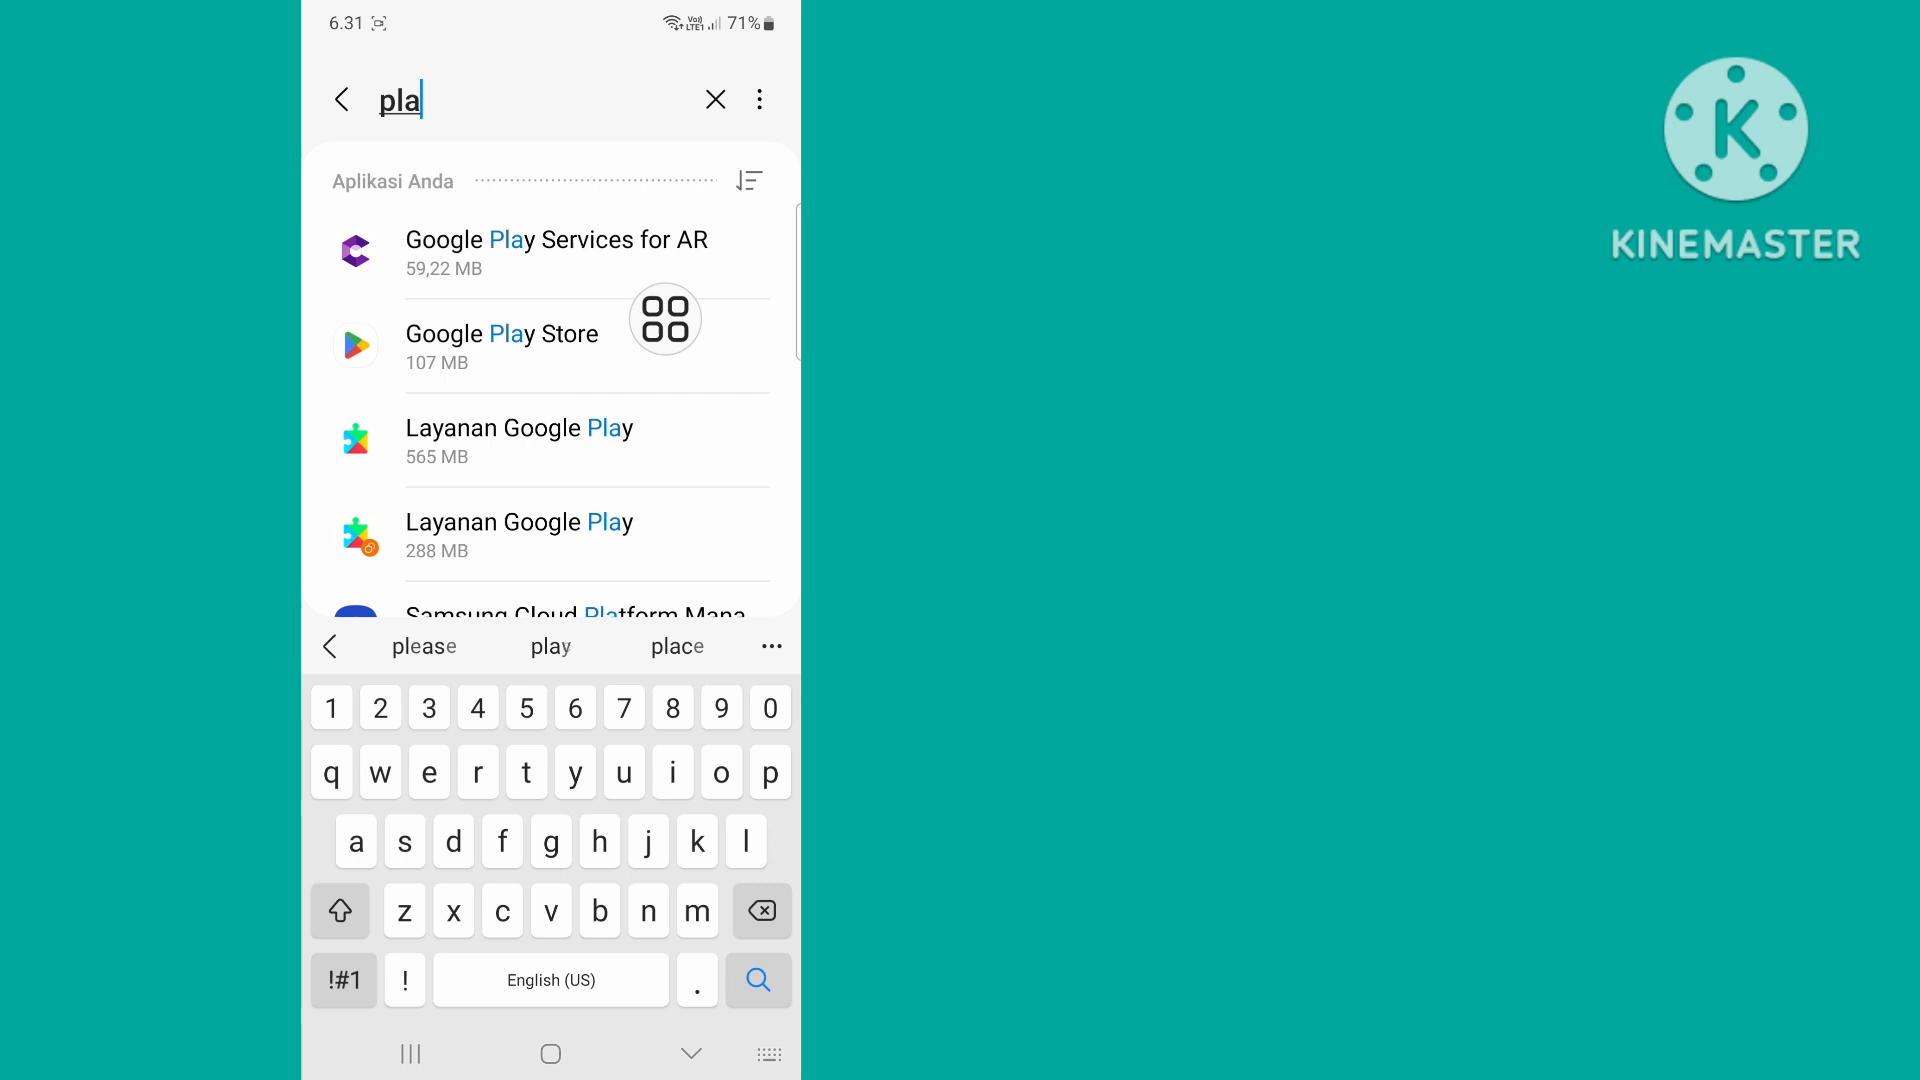 6.31
Vo)) LTE1 71%
pla
Aplikasi Anda
Google Play Services for AR
59,22 MB
Google Play Store
107 MB
Layanan Google Play
565 MB
Layanan Google Play
288 MB
Samsung Cloud Platform Mana
please play place
1 2 3 4 5 6 7 8 9 0
q w e r t y u i o p
a s d f g h j k l
z x c v b n m
!#1 ! English (US) .
K
KINEMASTER